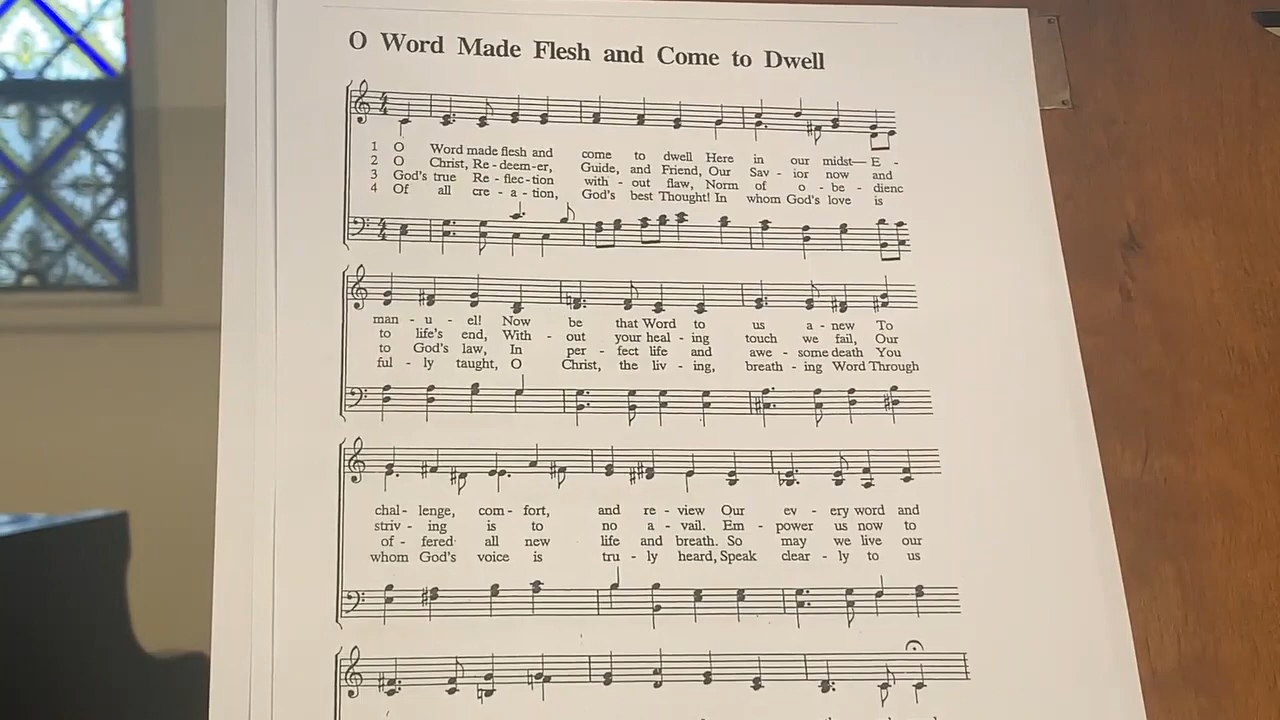 O Word Made Flesh and Come to Dwell
1 O Word made flesh and come to dwell Here in our midst— E -
2 O Christ, Re - deem - er, Guide, and Friend, Our Sav - ior now and
3 God's true Re - flec - tion with - out flaw, Norm of o - be - dienc
4 Of all cre - a - tion, God's best Thought! In whom God's love is
man - u - el! Now be that Word to us a - new To
to life's end, With - out your heal - ing touch we fail, Our
to God's law, In per - fect life and awe - some death You
ful - ly taught, O Christ, the liv - ing, breath - ing Word Through
chal - lenge, com - fort, and re - view Our ev - ery word and
striv - ing is to no a - vail. Em - power us now to
of - fered all new life and breath. So may we live our
whom God's voice is tru - ly heard, Speak clear - ly to us